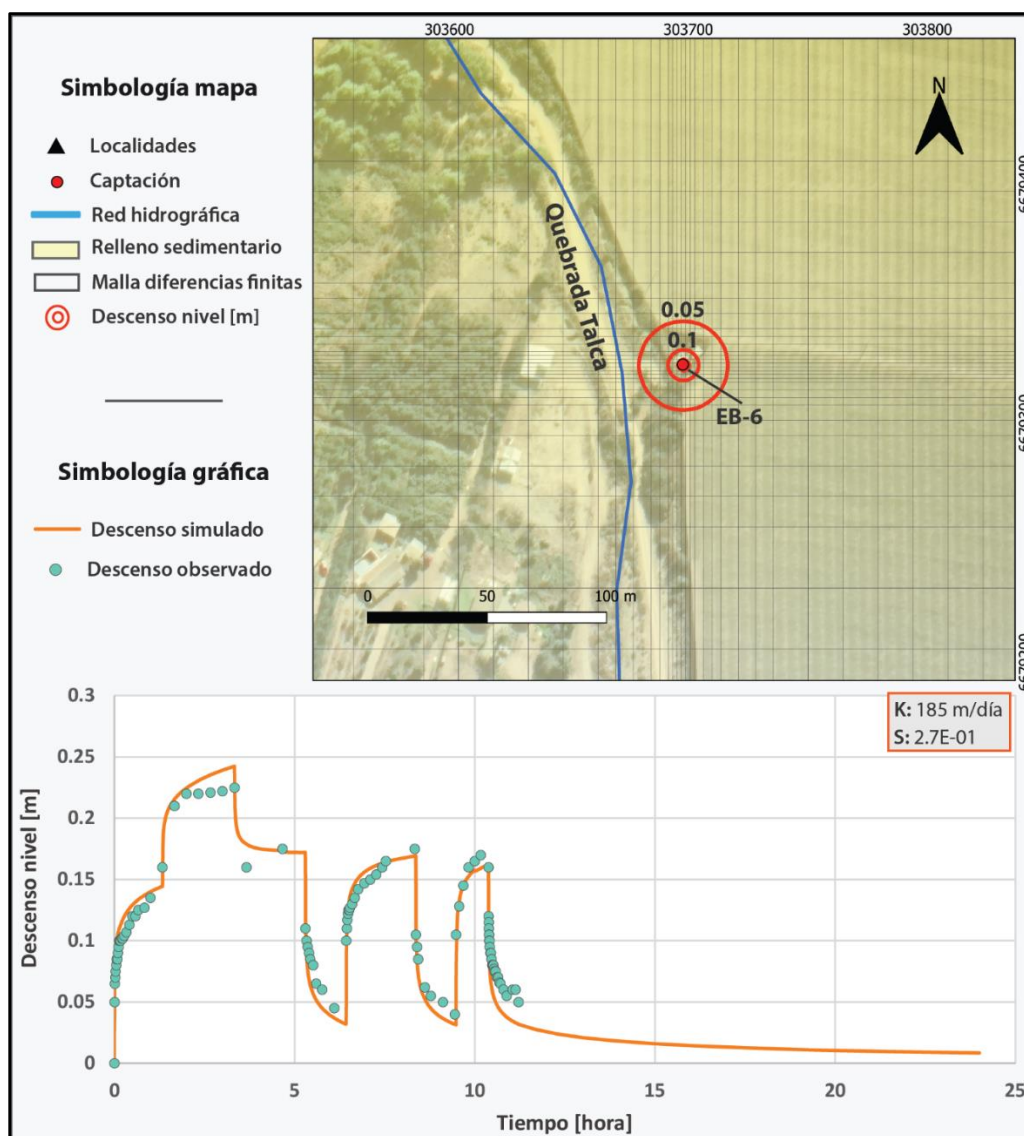 Simbología mapa
Localidades
Captación
Red hidrográfica
Relleno sedimentario
Malla diferencias finitas
Descenso nivel [m]
Simbología gráfica
Descenso simulado
Descenso observado
303600
303700
303800
N
6679400
6679300
6679200
Quebrada Talca
0.05
0.1
EB-6
0
50
100 m
K: 185 m/día
S: 2.7E-01
Descenso nivel [m]
0.3
0.25
0.2
0.15
0.1
0.05
0
0
5
10
15
20
25
Tiempo [hora]